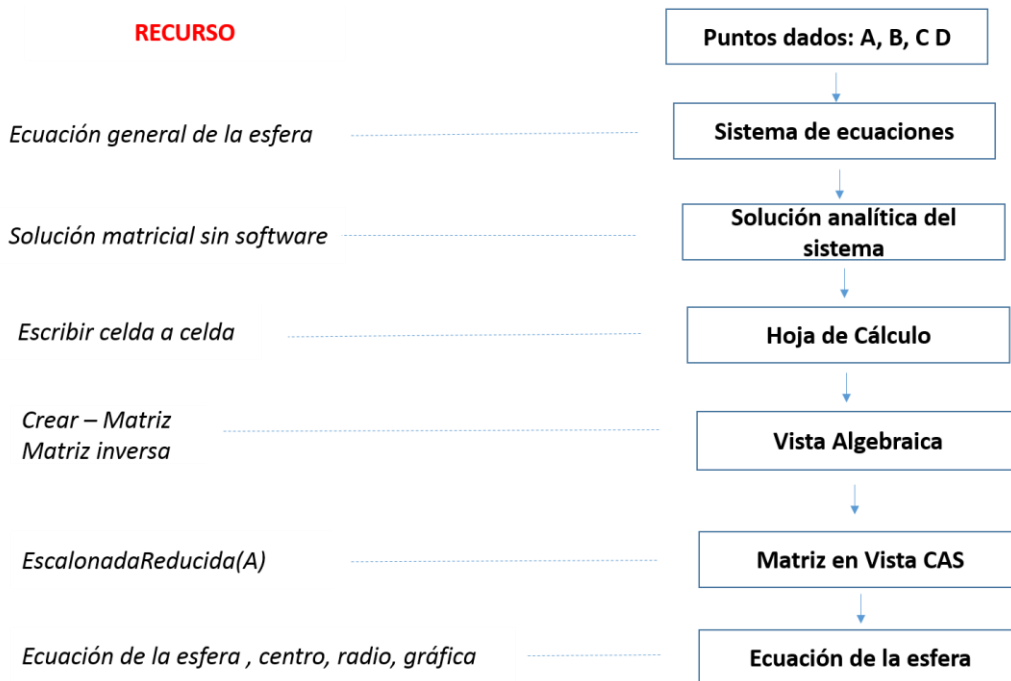 RECURSO
Puntos dados: A, B, C D
Ecuación general de la esfera
Sistema de ecuaciones
Solución matricial sin software
Solución analítica del
sistema
Escribir celda a celda
Hoja de Cálculo
Crear – Matriz
Matriz inversa
Vista Algebraica
EscalonadaReducida(A)
Matriz en Vista CAS
Ecuación de la esfera , centro, radio, gráfica
Ecuación de la esfera